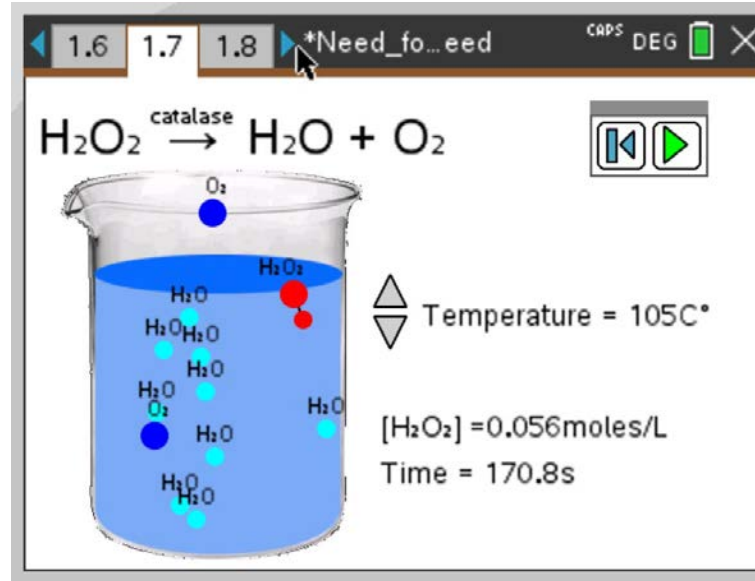 1.6 1.7 1.8 *Need_fo…eed CAPS DEG
H₂O₂ catalase → H₂O + O₂
O₂
H₂O₂
H₂O
H₂O H₂O
H₂O
H₂O
O₂
H₂O
H₂O
H₂O
H₂O
Temperature = 105C°
[H₂O₂] =0.056moles/L
Time = 170.8s